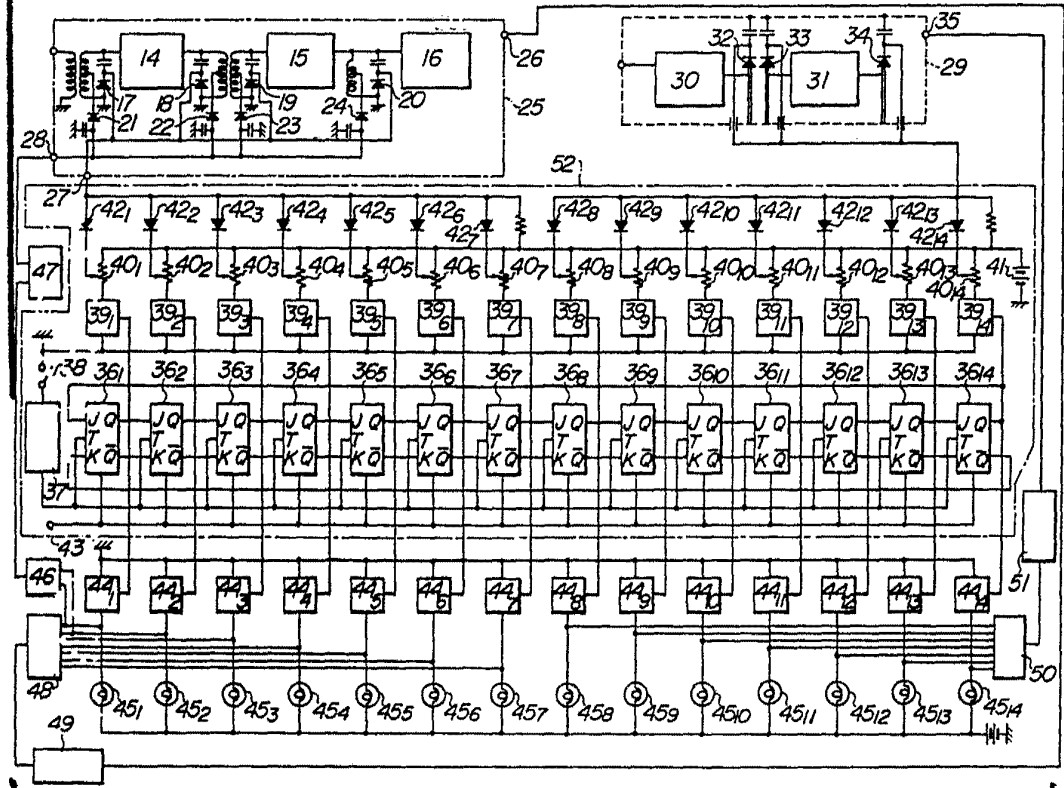 14 15 16 26 30 32 33 31 34 35
17 18 19 24 20 25 29
21 22 23
28
27 52
42₁ 42₂ 42₃ 42₄ 42₅ 42₆ 42₇ 42₈ 42₉ 42₁₀ 42₁₁ 42₁₂ 42₁₃ 42₁₄
47 40₁ 40₂ 40₃ 40₄ 40₅ 40₆ 40₇ 40₈ 40₉ 40₁₀ 40₁₁ 40₁₂ 40₁₃ 40₁₄ 41
39₁ 39₂ 39₃ 39₄ 39₅ 39₆ 39₇ 39₈ 39₉ 39₁₀ 39₁₁ 39₁₂ 39₁₃ 39₁₄
38 36₁ 36₂ 36₃ 36₄ 36₅ 36₆ 36₇ 36₈ 36₉ 36₁₀ 36₁₁ 36₁₂ 36₁₃ 36₁₄
J Q J Q J Q J Q J Q J Q J Q J Q J Q J Q J Q J Q J Q J Q
T T T T T T T T T T T T T T
K Q̅ K Q̅ K Q̅ K Q̅ K Q̅ K Q̅ K Q̅ K Q̅ K Q̅ K Q̅ K Q̅ K Q̅ K Q̅ K Q̅
37
43
51
46 44₁ 44₂ 44₃ 44₄ 44₅ 44₆ 44₇ 44₈ 44₉ 44₁₀ 44₁₁ 44₁₂ 44₁₃ 44₁₄
48 50
45₁ 45₂ 45₃ 45₄ 45₅ 45₆ 45₇ 45₈ 45₉ 45₁₀ 45₁₁ 45₁₂ 45₁₃ 45₁₄
49